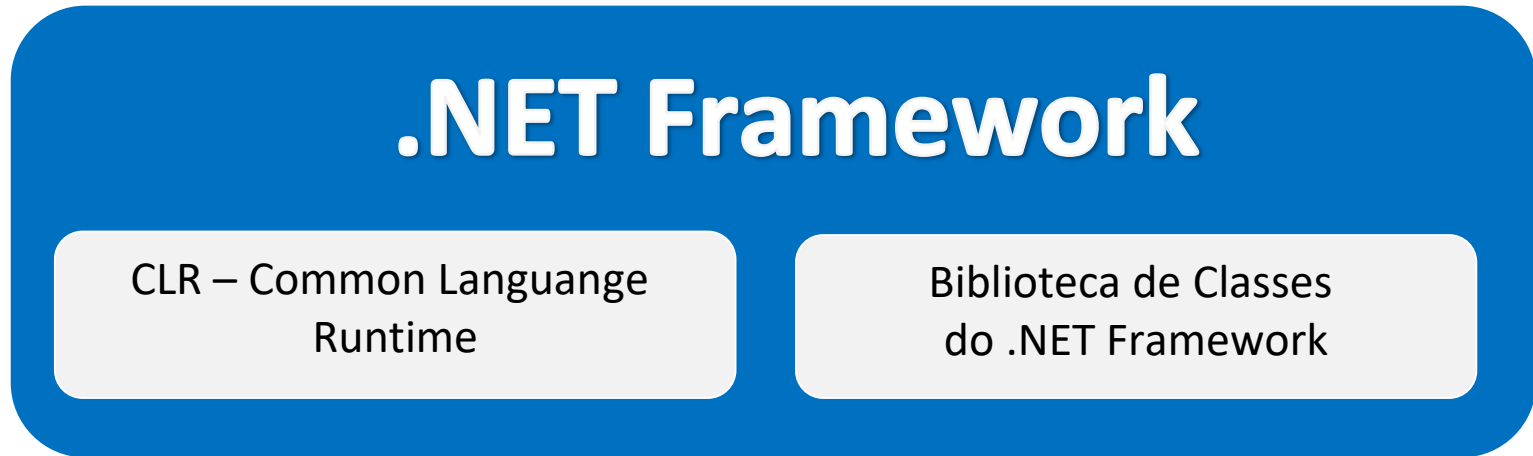 .NET Framework
CLR – Common Languange
Runtime
Biblioteca de Classes
do .NET Framework